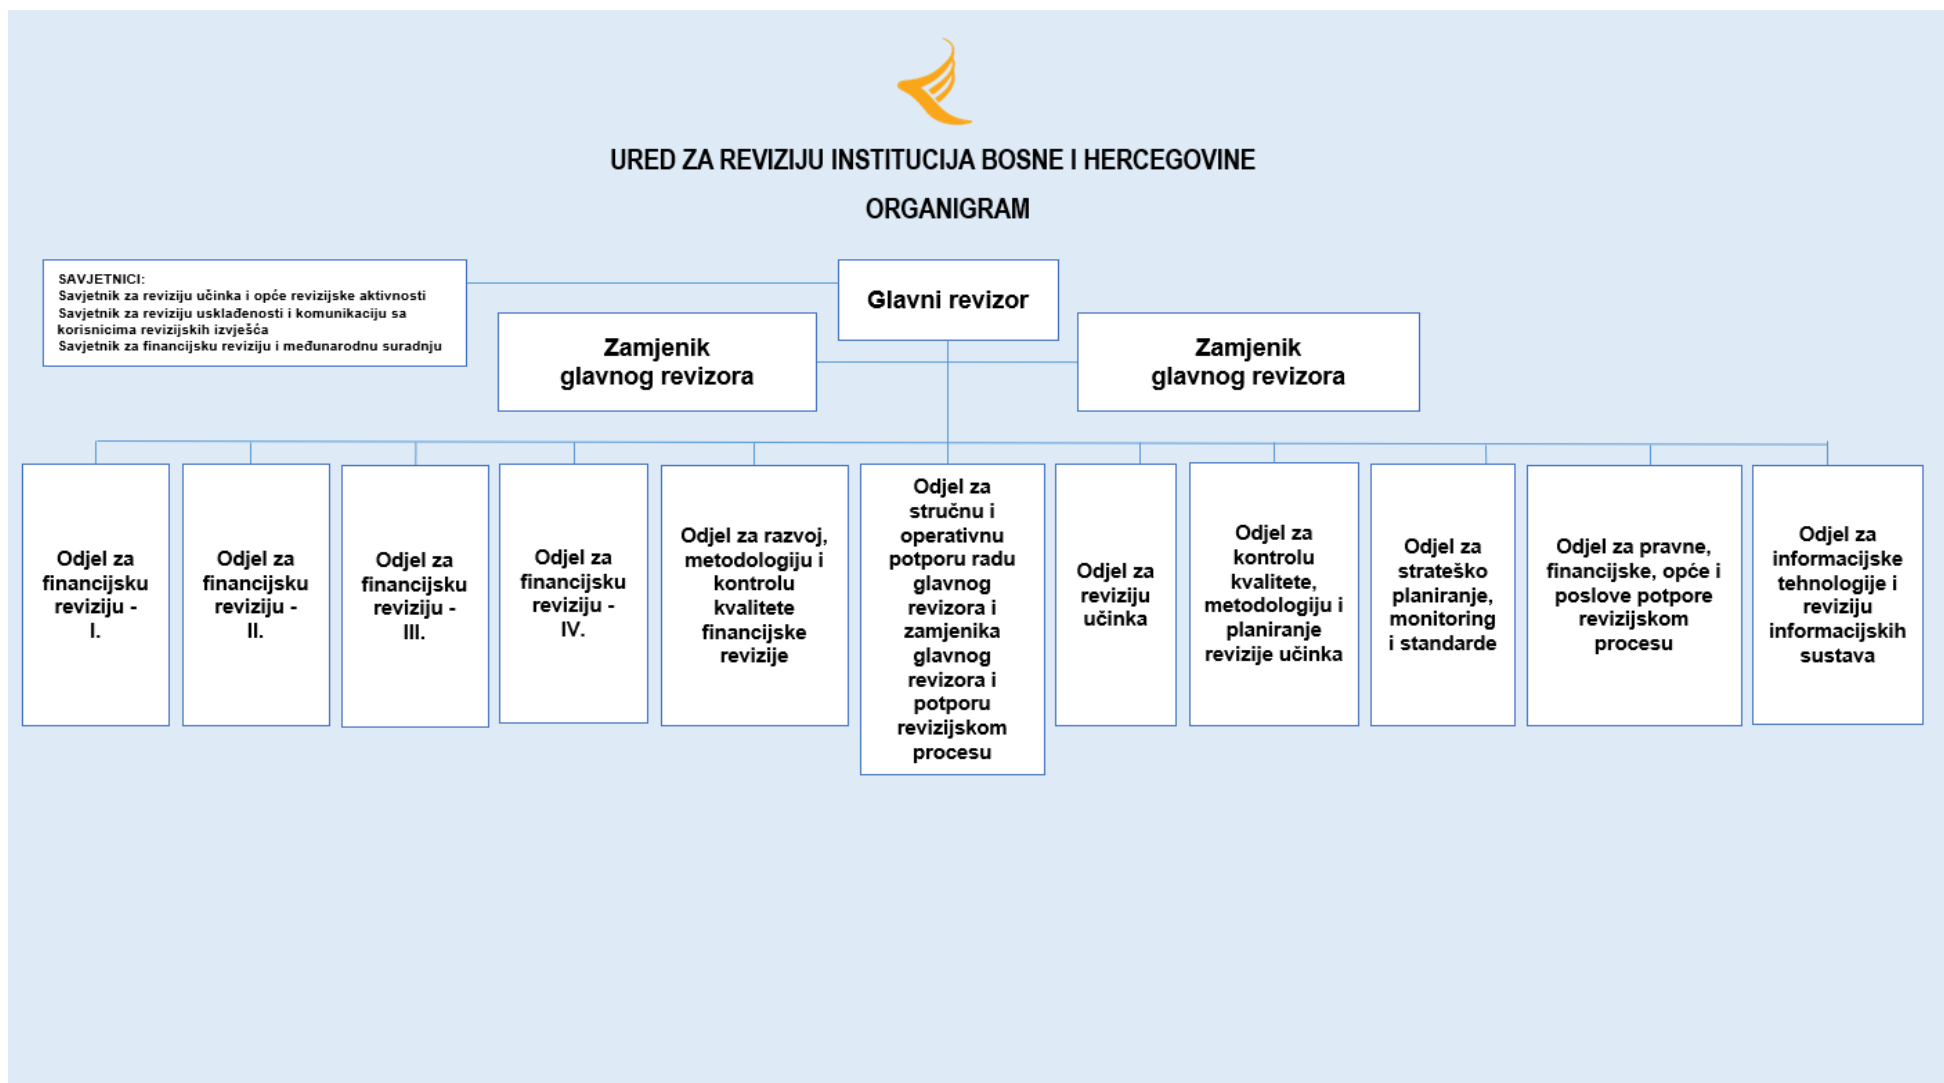 URED ZA REVIZIJU INSTITUCIJA BOSNE I HERCEGOVINE
ORGANIGRAM
SAVJETNICI:
Savjetnik za reviziju učinka i opće revizijske aktivnosti
Savjetnik za reviziju usklađenosti i komunikaciju sa
korisnicima revizijskih izvješća
Savjetnik za financijsku reviziju i međunarodnu suradnju
Glavni revizor
Zamjenik
glavnog revizora
Zamjenik
glavnog revizora
Odjel za
financijsku
reviziju -
I.
Odjel za
financijsku
reviziju -
II.
Odjel za
financijsku
reviziju -
III.
Odjel za
financijsku
reviziju -
IV.
Odjel za razvoj,
metodologiju i
kontrolu
kvalitete
financijske
revizije
Odjel za
stručnu i
operativnu
potporu radu
glavnog
revizora i
zamjenika
glavnog
revizora i
potporu
revizijskom
procesu
Odjel za
reviziju
učinka
Odjel za
kontrolu
kvalitete,
metodologiju i
planiranje
revizije učinka
Odjel za
strateško
planiranje,
monitoring
i standarde
Odjel za pravne,
financijske, opće i
poslove potpore
revizijskom
procesu
Odjel za
informacijske
tehnologije i
reviziju
informacijskih
sustava